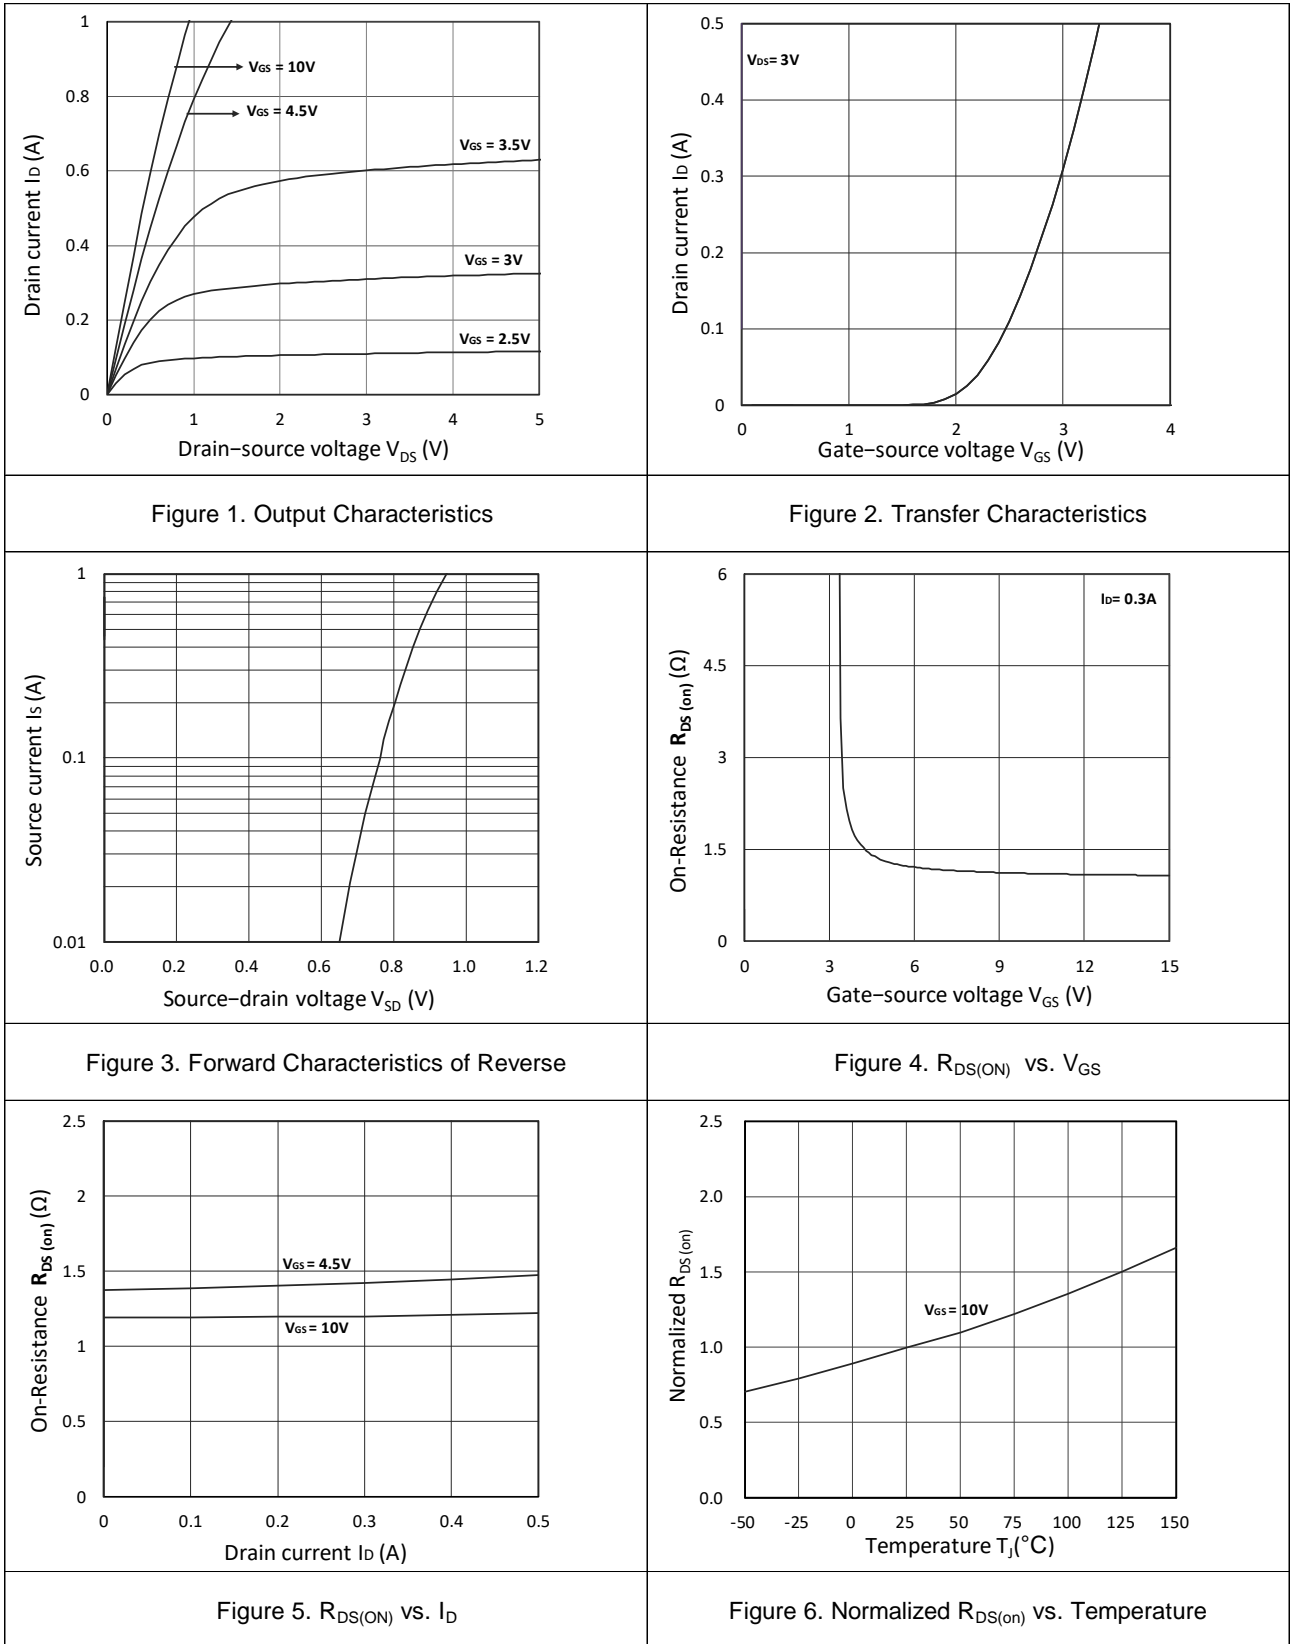 Drain current ID (A)
1
0.8
0.6
0.4
0.2
0
VGS = 10V
VGS = 4.5V
VGS = 3.5V
VGS = 3V
VGS = 2.5V
0 1 2 3 4 5
Drain−source voltage VDS (V)
Figure 1. Output Characteristics
Drain current ID (A)
0.5
0.4
0.3
0.2
0.1
0
VDS= 3V
0 1 2 3 4
Gate−source voltage VGS (V)
Figure 2. Transfer Characteristics
Source current IS (A)
1
0.1
0.01
0.0 0.2 0.4 0.6 0.8 1.0 1.2
Source−drain voltage VSD (V)
Figure 3. Forward Characteristics of Reverse
On-Resistance RDS (on) (Ω)
6
4.5
3
1.5
0
ID= 0.3A
0 3 6 9 12 15
Gate−source voltage VGS (V)
Figure 4. RDS(ON) vs. VGS
On-Resistance RDS (on) (Ω)
2.5
2
1.5
1
0.5
0
VGS = 4.5V
VGS = 10V
0 0.1 0.2 0.3 0.4 0.5
Drain current ID (A)
Figure 5. RDS(ON) vs. ID
Normalized RDS (on)
2.5
2.0
1.5
1.0
0.5
0.0
VGS = 10V
-50 -25 0 25 50 75 100 125 150
Temperature TJ(°C)
Figure 6. Normalized RDS(on) vs. Temperature